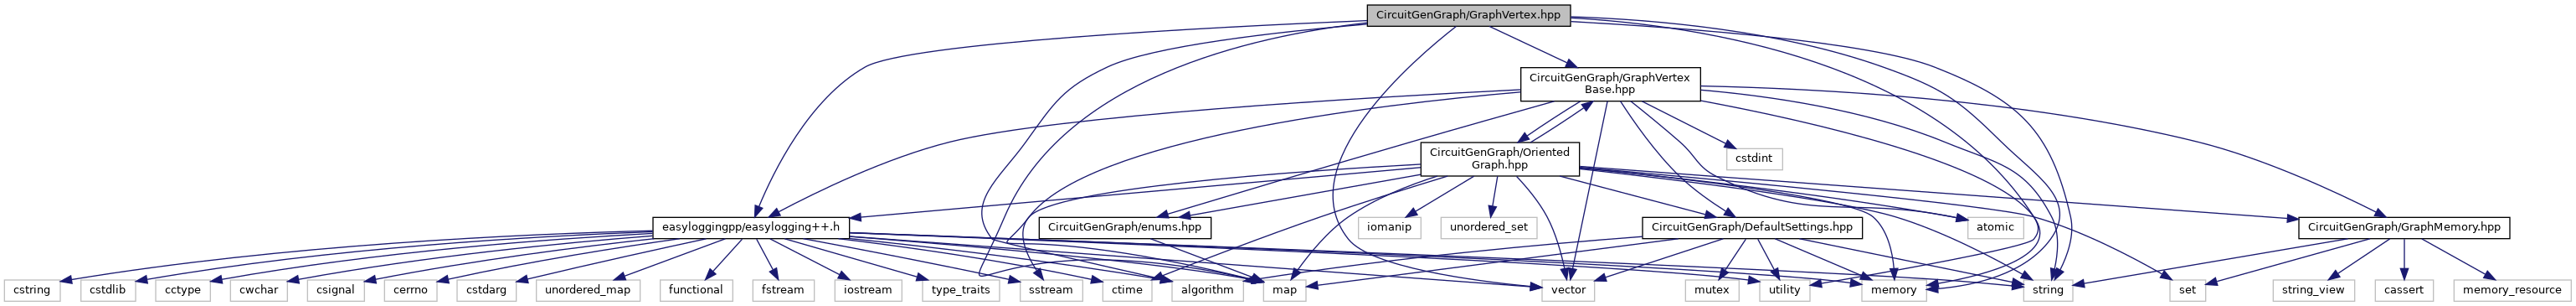 CircuitGenGraph/GraphVertex.hpp
CircuitGenGraph/GraphVertex
Base.hpp
CircuitGenGraph/Oriented
Graph.hpp
cstdint
easyloggingpp/easylogging++.h
CircuitGenGraph/enums.hpp
iomanip
unordered_set
CircuitGenGraph/DefaultSettings.hpp
atomic
CircuitGenGraph/GraphMemory.hpp
cstring
cstdlib
cctype
cwchar
csignal
cerrno
cstdarg
unordered_map
functional
fstream
iostream
type_traits
sstream
ctime
algorithm
map
vector
mutex
utility
memory
string
set
string_view
cassert
memory_resource